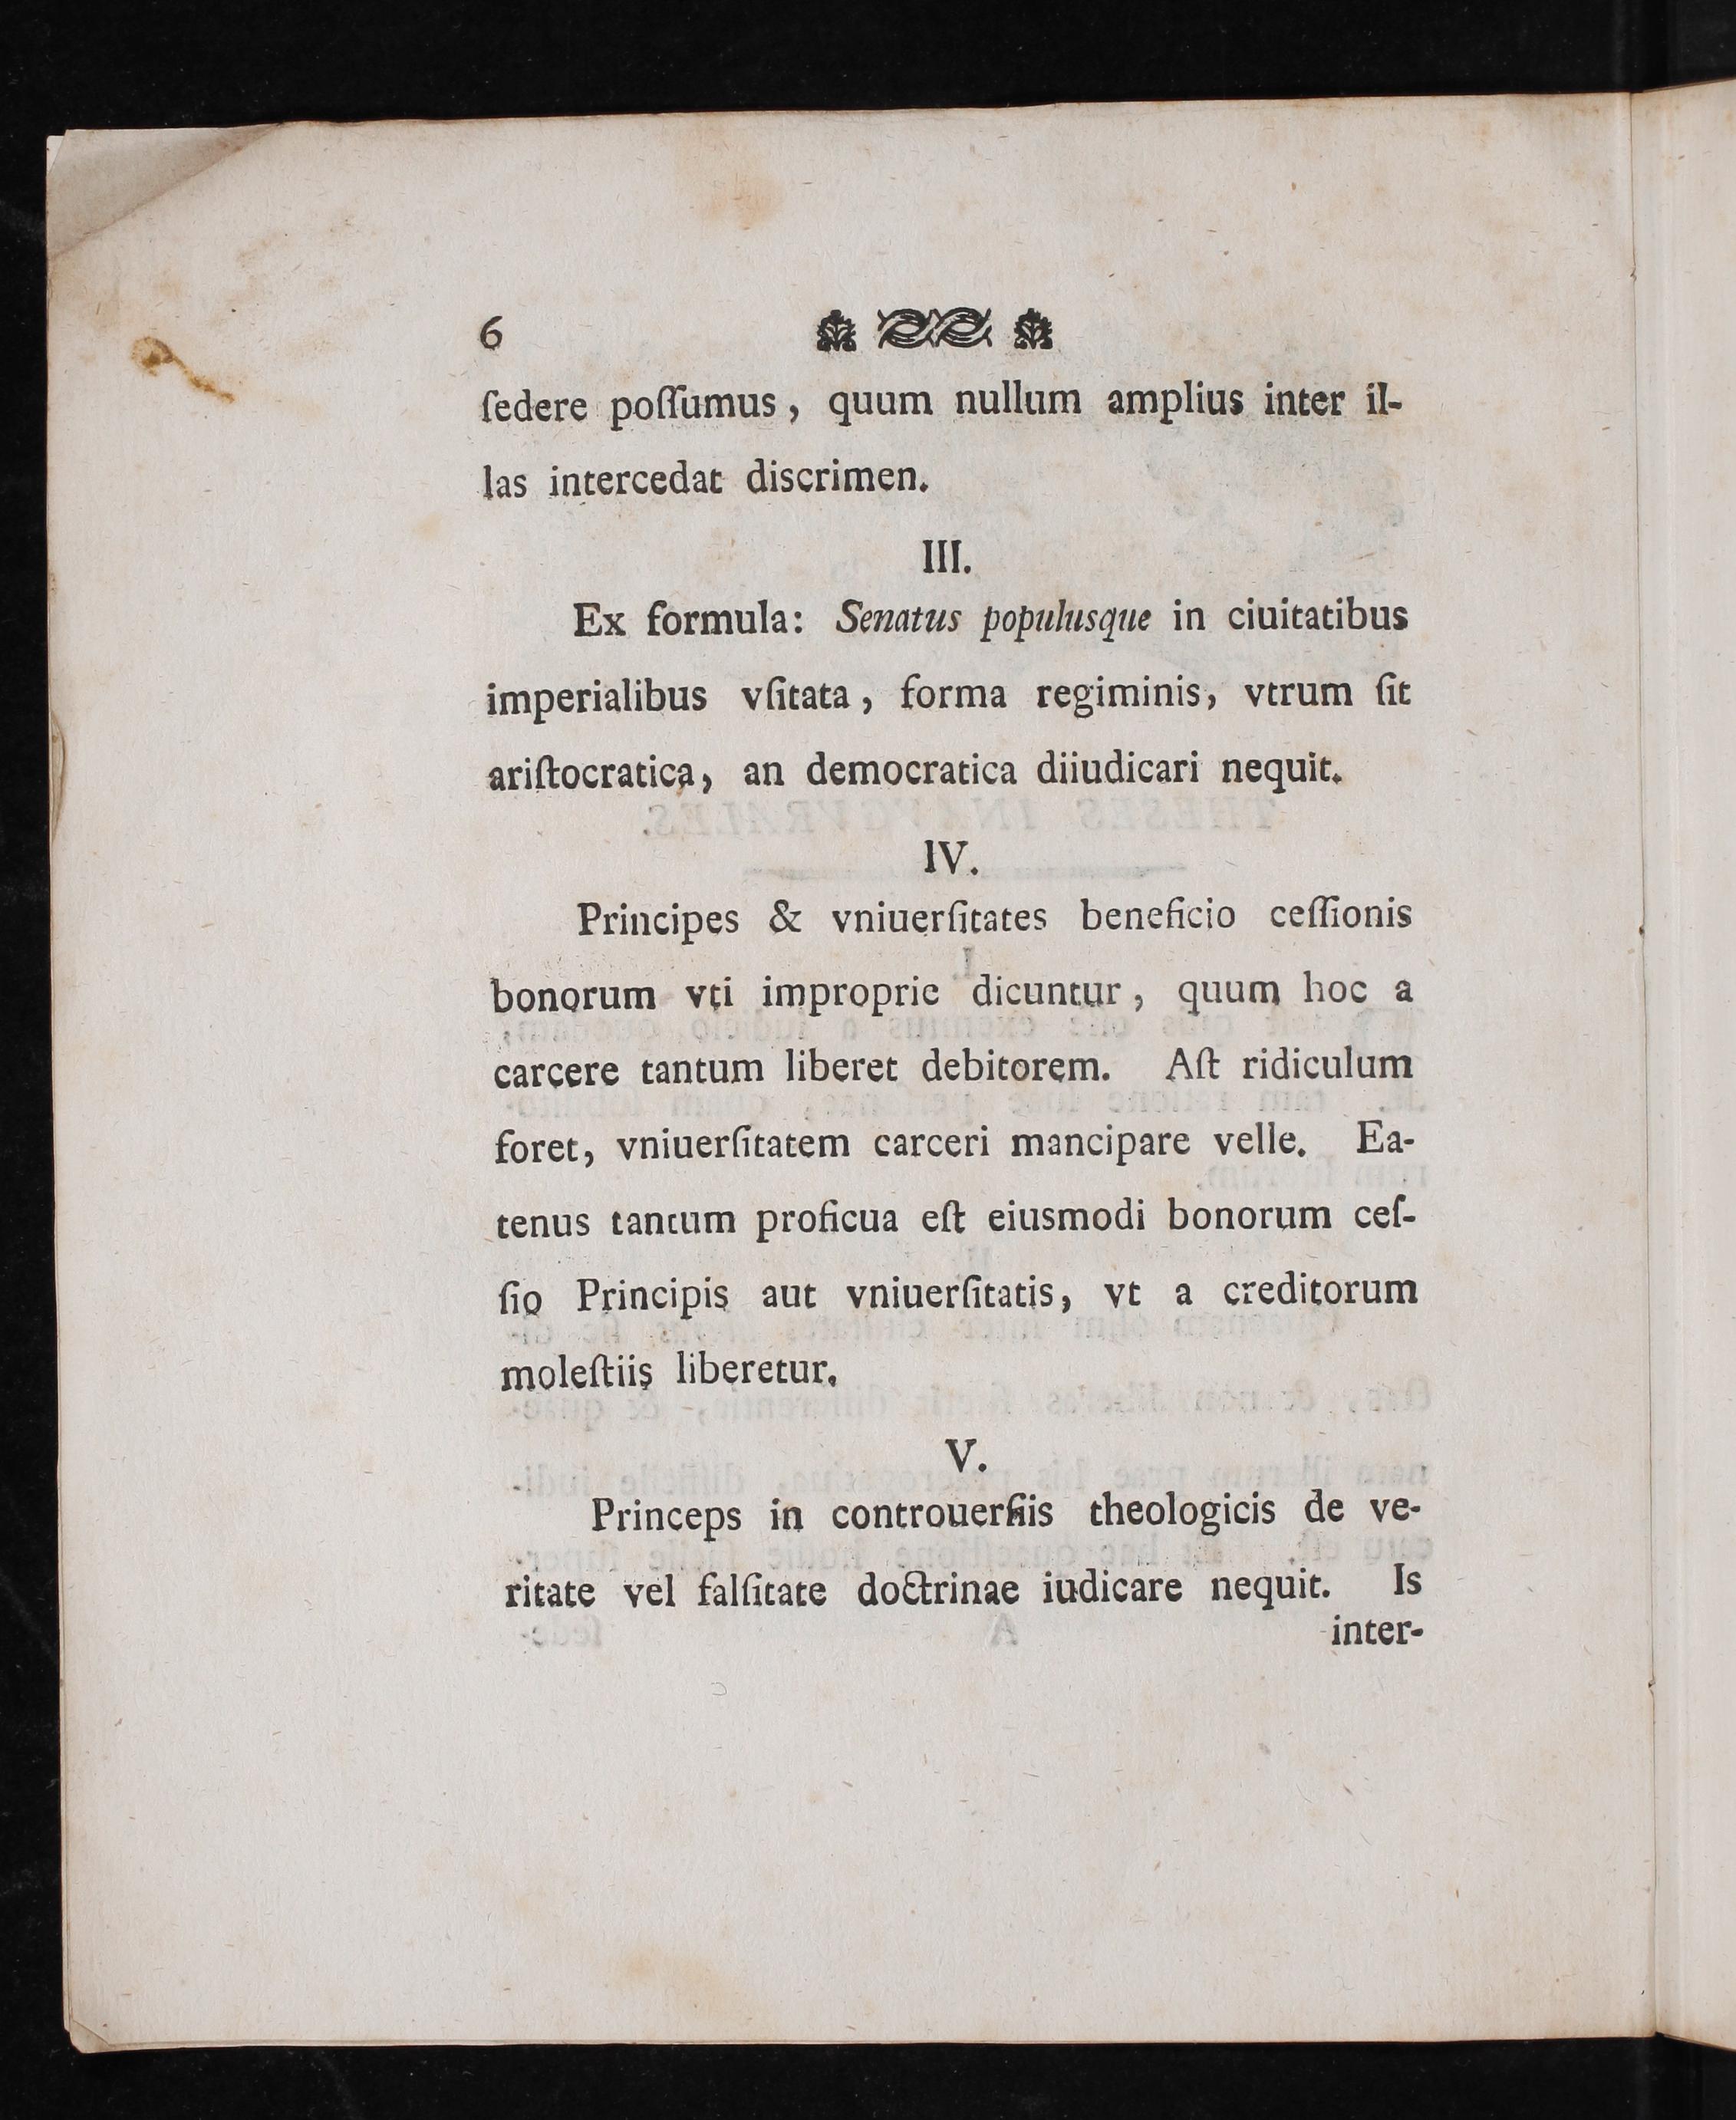 6
ſedere poſſumus, quum nullum amplius inter il-
las intercedat discrimen.
III.
Ex formula: Senatus populusque in ciuitatibus
imperialibus vſitata, forma regiminis, vtrum ſit
ariſtocratica, an democratica diiudicari nequit.
IV.
Principes & vniuerſitates beneficio ceſſionis
bonorum vti improprie dicuntur, quum hoc a
carcere tantum liberet debitorem. Aſt ridiculum
foret, vniuerſitatem carceri mancipare velle. Ea-
tenus tantum proficua eſt eiusmodi bonorum ceſ-
ſio Principis aut vniuerſitatis, vt a creditorum
moleſtiis liberetur.
V.
Princeps in controuerſiis theologicis de ve-
ritate vel falſitate doctrinae iudicare nequit. Is
inter-